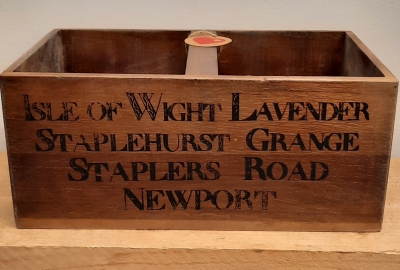 Isle of Wight Lavender
Staplehurst Grange
Staplers Road
Newport